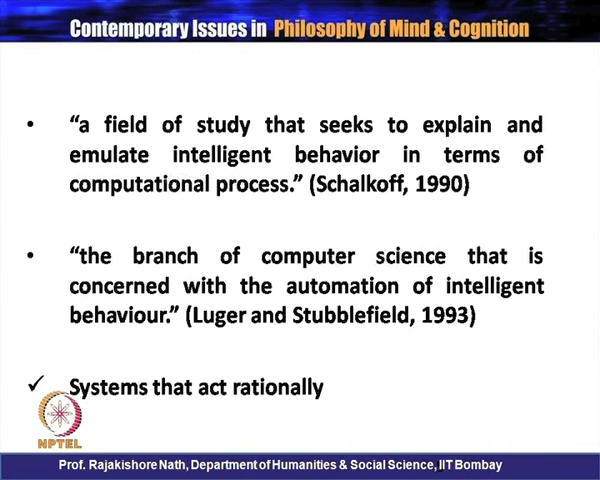 Contemporary Issues in Philosophy of Mind & Cognition
• “a field of study that seeks to explain and
emulate intelligent behavior in terms of
computational process.” (Schalkoff, 1990)
• “the branch of computer science that is
concerned with the automation of intelligent
behaviour.” (Luger and Stubblefield, 1993)
✓ Systems that act rationally
NPTEL
Prof. Rajakishore Nath, Department of Humanities & Social Science, IIT Bombay